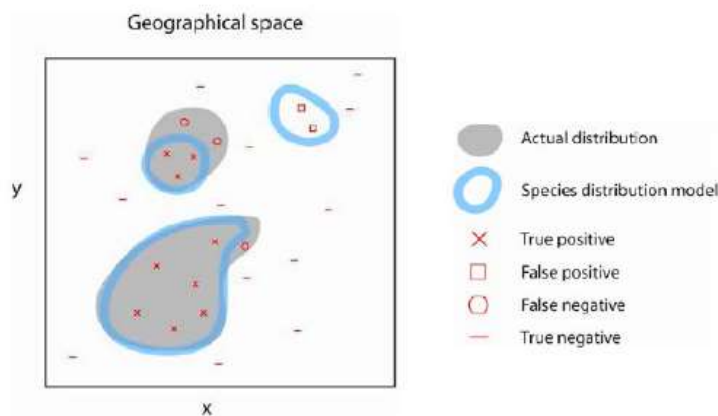 Geographical space
y
x
Actual distribution
Species distribution model
True positive
False positive
False negative
True negative